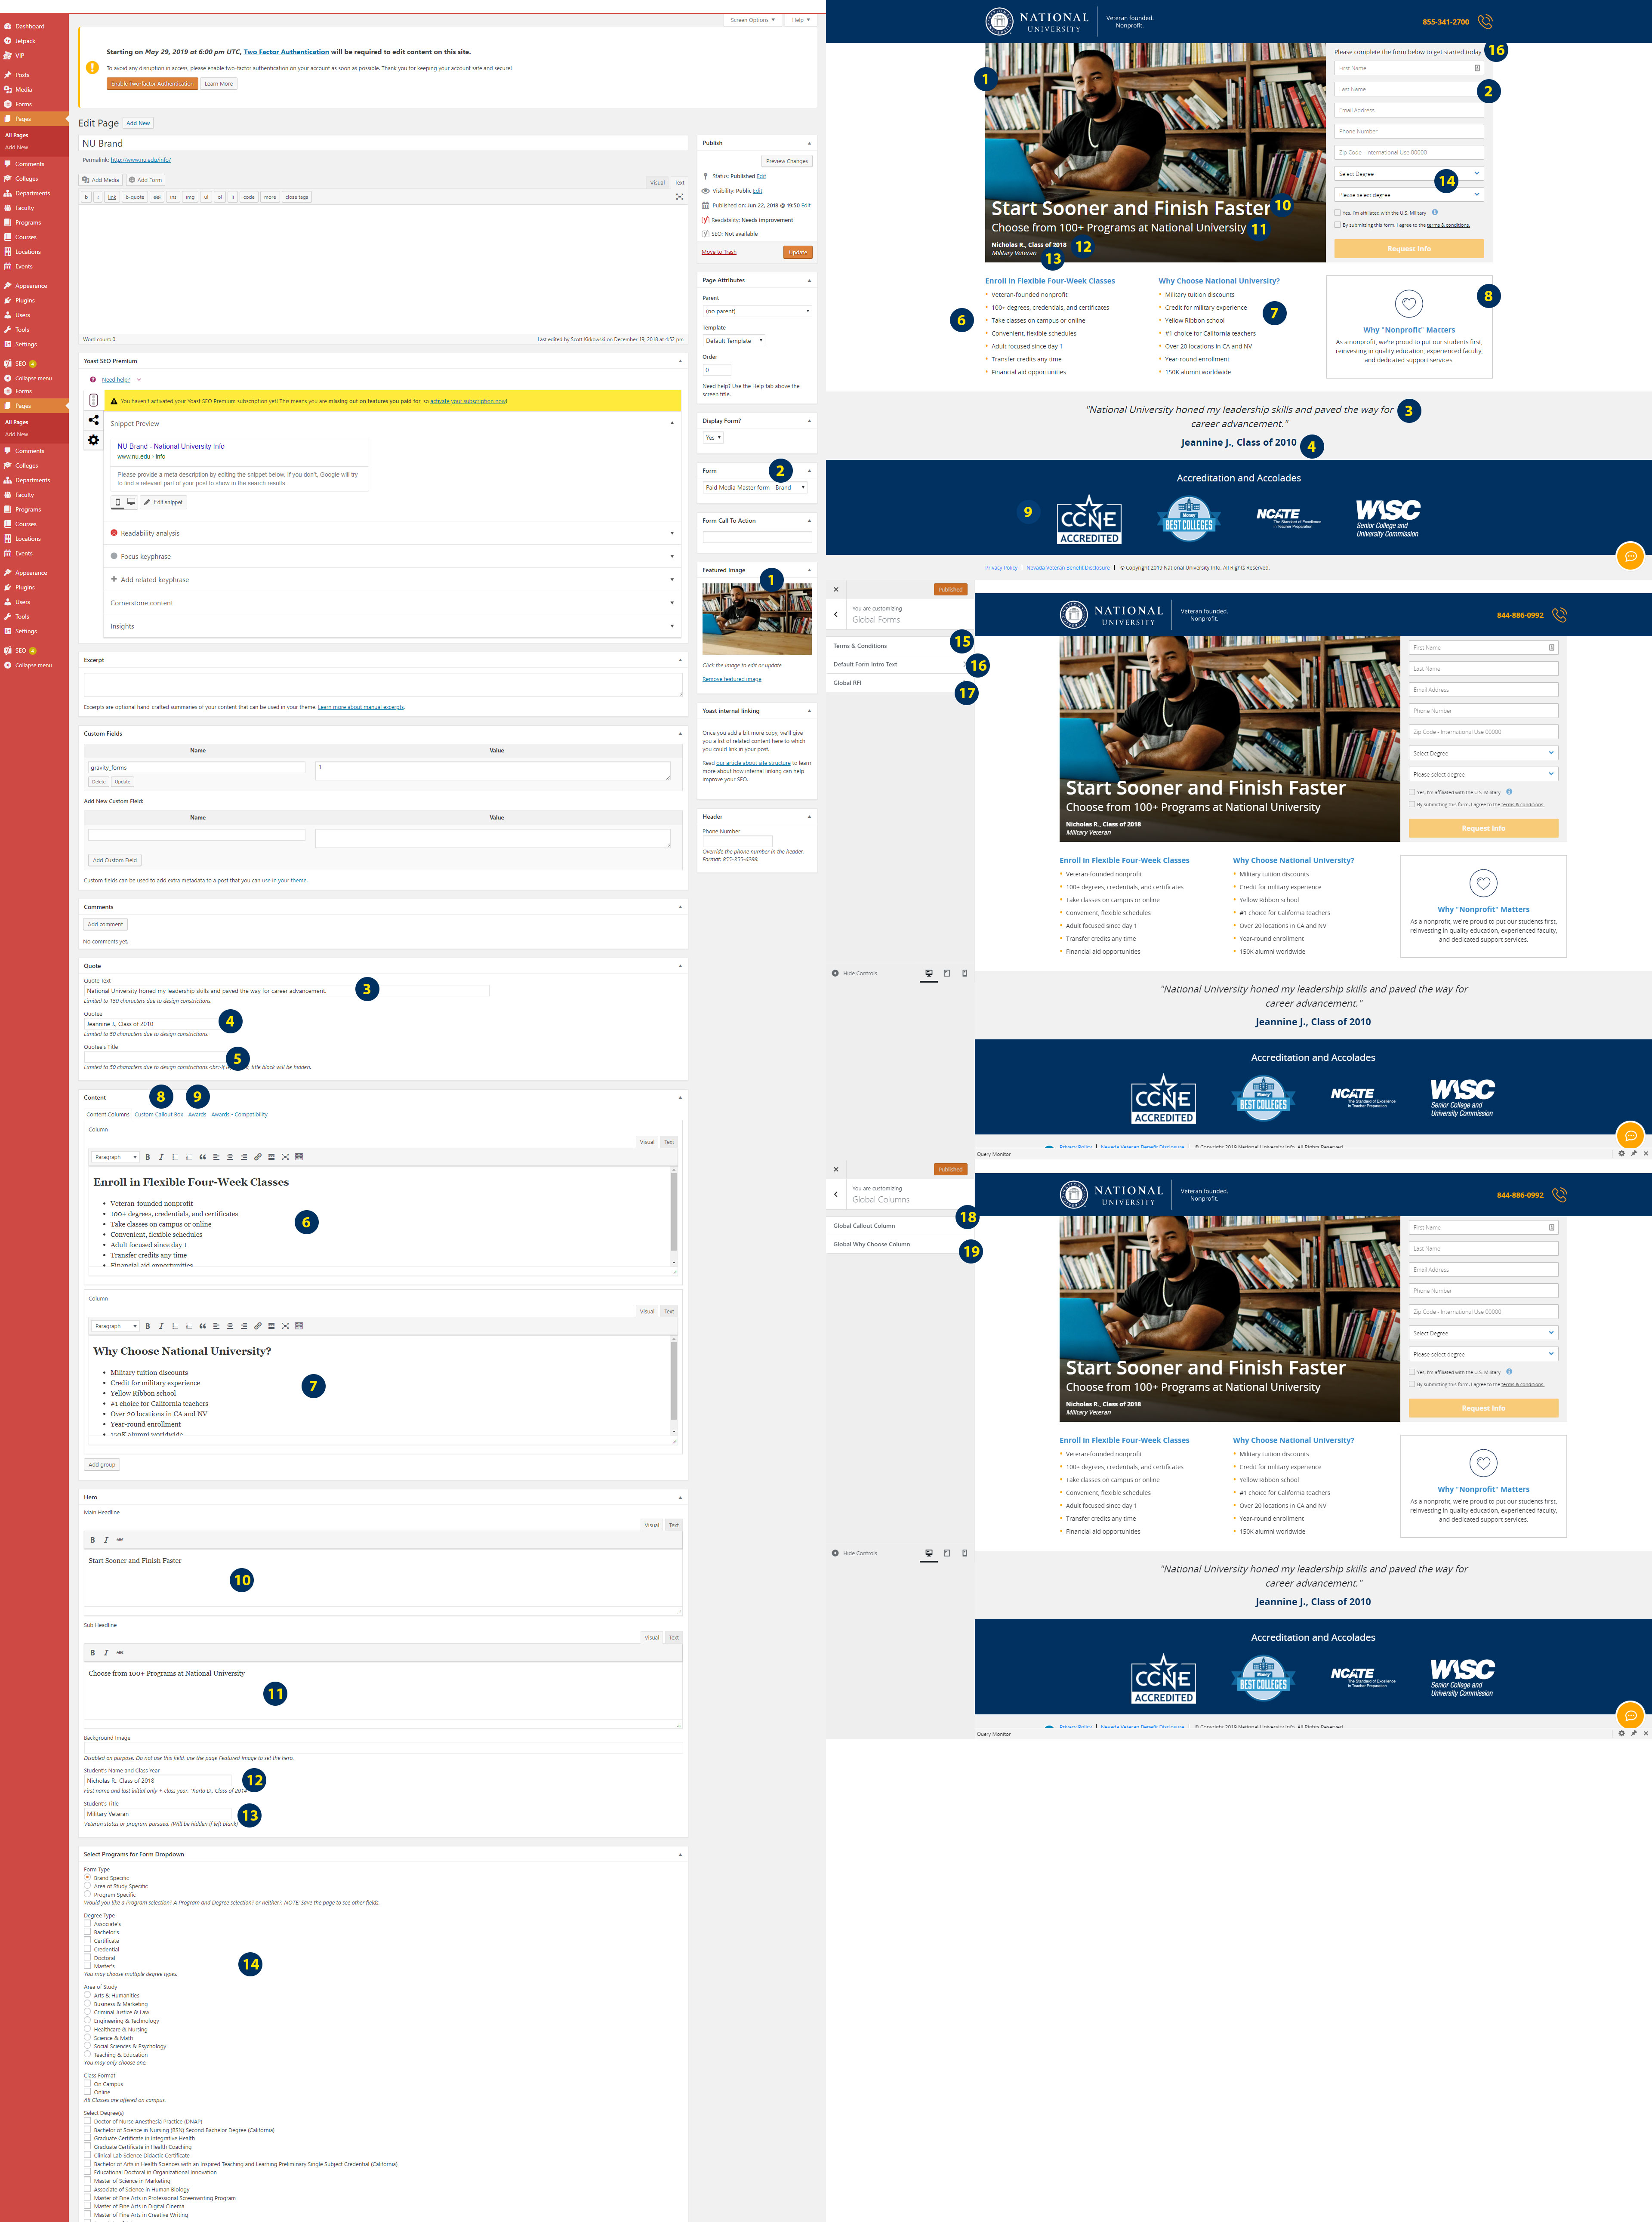 Dashboard
Jetpack
VIP
Posts
Media
Forms
Pages
All Pages
Add New
Comments
Colleges
Departments
Faculty
Programs
Courses
Locations
Events
Appearance
Plugins
Users
Tools
Settings
SEO
Collapse menu
Forms
Pages
All Pages
Add New
Comments
Colleges
Departments
Faculty
Programs
Courses
Locations
Events
Appearance
Plugins
Users
Tools
Settings
SEO
Collapse menu
Screen Options
Help
Starting on May 29, 2019 at 6:00 pm UTC, Two Factor Authentication will be required to edit content on this site.
To avoid any disruption in access, please enable two-factor authentication on your account as soon as possible. Thank you for keeping your account safe and secure!
Enable Two-factor Authentication Learn More
Edit Page Add New
NU Brand
Permalink: http://www.nu.edu/info/
Add Media Add Form
Visual Text
b i link b-quote del ins img ul ol li code more close tags
Word count: 0
Last edited by Scott Kirkowski on December 18, 2018 at 4:52 pm
Yoast SEO Premium
Need help?
You haven't activated your Yoast SEO Premium subscription yet! This means you are missing out on features you paid for, so activate your subscription now!
Snippet Preview
NU Brand - National University Info
www.nu.edu › info
Please provide a meta description by editing the snippet below. If you don't, Google will try
to find a relevant part of your post to show in the search results.
Edit snippet
Readability analysis
Focus keyphrase
Add related keyphrase
Cornerstone content
Insights
Excerpt
Excerpts are optional hand-crafted summaries of your content that can be used in your theme. Learn more about manual excerpts.
Custom Fields
Name Value
gravity_forms 1
Delete Update
Add New Custom Field:
Name Value
Add Custom Field
Custom fields can be used to add extra metadata to a post that you can use in your theme.
Comments
Add comment
No comments yet.
Quote
Quote Text
National University honed my leadership skills and paved the way for career advancement. 3
Limited to 150 characters due to design constrictions.
Quotee
Jeannine J., Class of 2010 4
Limited to 50 characters due to design constrictions.
Quotee's Title
5
Limited to 50 characters due to design constrictions.<br>If title block will be hidden.
Content 8 9
Content Columns Custom Callout Box Awards Awards - Compatibility
Column
Visual Text
Paragraph
Enroll in Flexible Four-Week Classes
Veteran-founded nonprofit
100+ degrees, credentials, and certificates
Take classes on campus or online
Convenient, flexible schedules
Adult focused since day 1
Transfer credits any time
Financial aid opportunities
6
Column
Visual Text
Paragraph
Why Choose National University?
Military tuition discounts
Credit for military experience
Yellow Ribbon school
#1 choice for California teachers
Over 20 locations in CA and NV
Year-round enrollment
150K alumni worldwide
7
Add group
Hero
Main Headline
Visual Text
B I ABC
Start Sooner and Finish Faster
10
Sub Headline
Visual Text
B I ABC
Choose from 100+ Programs at National University
11
Background Image
Disabled on purpose. Do not use this field, use the page Featured Image to set the hero.
Student's Name and Class Year
Nicholas R., Class of 2018 12
First name and last initial only + class year. "Karla D., Class of 2014
Student's Title
Military Veteran 13
Veteran status or program pursued. (Will be hidden if left blank)
Select Programs for Form Dropdown
Form Type
Brand Specific
Area of Study Specific
Program Specific
Would you like a Program selection? A Program and Degree selection? or neither?. NOTE: Save the page to see other fields.
Degree Type
Associate's
Bachelor's
Certificate
Credential
Doctoral
Master's
You may choose multiple degree types.
14
Area of Study
Arts & Humanities
Business & Marketing
Criminal Justice & Law
Engineering & Technology
Healthcare & Nursing
Science & Math
Social Sciences & Psychology
Teaching & Education
You may only choose one.
Class Format
On Campus
Online
All Classes are offered on campus.
Select Degree(s)
Doctor of Nurse Anesthesia Practice (DNAP)
Bachelor of Science in Nursing (BSN) Second Bachelor Degree (California)
Graduate Certificate in Integrative Health
Graduate Certificate in Health Coaching
Clinical Lab Science Didactic Certificate
Bachelor of Arts in Health Sciences with an Inspired Teaching and Learning Preliminary Single Subject Credential (California)
Educational Doctoral in Organizational Innovation
Master of Science in Marketing
Associate of Science in Human Biology
Master of Fine Arts in Professional Screenwriting Program
Master of Fine Arts in Digital Cinema
Master of Fine Arts in Creative Writing
Publish
Preview Changes
Status: Published Edit
Visibility: Public Edit
Published on: Jun 22, 2018 @ 19:50 Edit
Readability: Needs improvement
SEO: Not available
Move to Trash Update
Page Attributes
Parent
(no parent)
Template
Default Template
Order
0
Need help? Use the Help tab above the
screen title.
Display Form?
Yes
Form 2
Paid Media Master form - Brand
Form Call To Action
Featured Image 1
Click the image to edit or update
Remove featured image
Yoast internal linking
Once you add a bit more copy, we'll give
you a list of related content here to which
you could link in your post.
Read our article about site structure to learn
more about how internal linking can help
improve your SEO.
Header
Phone Number
Override the phone number in the header.
Format: 855-355-6288.
NATIONAL UNIVERSITY
Veteran founded.
Nonprofit.
855-341-2700
1
Please complete the form below to get started today. 16
First Name
Last Name 2
Email Address
Phone Number
Zip Code - International Use 00000
Select Degree
14
Please select degree
Yes, I'm affiliated with the U.S. Military
By submitting this form, I agree to the terms & conditions.
Request Info
Start Sooner and Finish Faster 10
Choose from 100+ Programs at National University 11
Nicholas R., Class of 2018 12
Military Veteran 13
Enroll in Flexible Four-Week Classes
Veteran-founded nonprofit
100+ degrees, credentials, and certificates
Take classes on campus or online
Convenient, flexible schedules
Adult focused since day 1
Transfer credits any time
Financial aid opportunities
6
Why Choose National University?
Military tuition discounts
Credit for military experience
Yellow Ribbon school
#1 choice for California teachers
Over 20 locations in CA and NV
Year-round enrollment
150K alumni worldwide
7
8
Why "Nonprofit" Matters
As a nonprofit, we're proud to put our students first,
reinvesting in quality education, experienced faculty,
and dedicated support services.
"National University honed my leadership skills and paved the way for 3
career advancement."
Jeannine J., Class of 2010 4
Accreditation and Accolades
9
CCNE ACCREDITED
Money BEST COLLEGES
NCATE The Standard of Excellence in Teacher Preparation
WASC Senior College and University Commission
Privacy Policy | Nevada Veteran Benefit Disclosure | © Copyright 2019 National University Info. All Rights Reserved.
Published
You are customizing
Global Forms
Terms & Conditions 15
Default Form Intro Text 16
Global RFI 17
Hide Controls
NATIONAL UNIVERSITY
Veteran founded.
Nonprofit.
844-886-0992
First Name
Last Name
Email Address
Phone Number
Zip Code - International Use 00000
Select Degree
Please select degree
Yes, I'm affiliated with the U.S. Military
By submitting this form, I agree to the terms & conditions.
Request Info
Start Sooner and Finish Faster
Choose from 100+ Programs at National University
Nicholas R., Class of 2018
Military Veteran
Enroll in Flexible Four-Week Classes
Veteran-founded nonprofit
100+ degrees, credentials, and certificates
Take classes on campus or online
Convenient, flexible schedules
Adult focused since day 1
Transfer credits any time
Financial aid opportunities
Why Choose National University?
Military tuition discounts
Credit for military experience
Yellow Ribbon school
#1 choice for California teachers
Over 20 locations in CA and NV
Year-round enrollment
150K alumni worldwide
Why "Nonprofit" Matters
As a nonprofit, we're proud to put our students first,
reinvesting in quality education, experienced faculty,
and dedicated support services.
"National University honed my leadership skills and paved the way for
career advancement."
Jeannine J., Class of 2010
Accreditation and Accolades
CCNE ACCREDITED
Money BEST COLLEGES
NCATE The Standard of Excellence in Teacher Preparation
WASC Senior College and University Commission
Privacy Policy | Nevada Veteran Benefit Disclosure | © Copyright 2019 National University Info. All Rights Reserved.
Query Monitor
Published
You are customizing
Global Columns
18
Global Callout Column
Global Why Choose Column 19
Hide Controls
NATIONAL UNIVERSITY
Veteran founded.
Nonprofit.
844-886-0992
First Name
Last Name
Email Address
Phone Number
Zip Code - International Use 00000
Select Degree
Please select degree
Yes, I'm affiliated with the U.S. Military
By submitting this form, I agree to the terms & conditions.
Request Info
Start Sooner and Finish Faster
Choose from 100+ Programs at National University
Nicholas R., Class of 2018
Military Veteran
Enroll in Flexible Four-Week Classes
Veteran-founded nonprofit
100+ degrees, credentials, and certificates
Take classes on campus or online
Convenient, flexible schedules
Adult focused since day 1
Transfer credits any time
Financial aid opportunities
Why Choose National University?
Military tuition discounts
Credit for military experience
Yellow Ribbon school
#1 choice for California teachers
Over 20 locations in CA and NV
Year-round enrollment
150K alumni worldwide
Why "Nonprofit" Matters
As a nonprofit, we're proud to put our students first,
reinvesting in quality education, experienced faculty,
and dedicated support services.
"National University honed my leadership skills and paved the way for
career advancement."
Jeannine J., Class of 2010
Accreditation and Accolades
CCNE ACCREDITED
Money BEST COLLEGES
NCATE The Standard of Excellence in Teacher Preparation
WASC Senior College and University Commission
Privacy Policy | Nevada Veteran Benefit Disclosure | © Copyright 2019 National University Info. All Rights Reserved.
Query Monitor